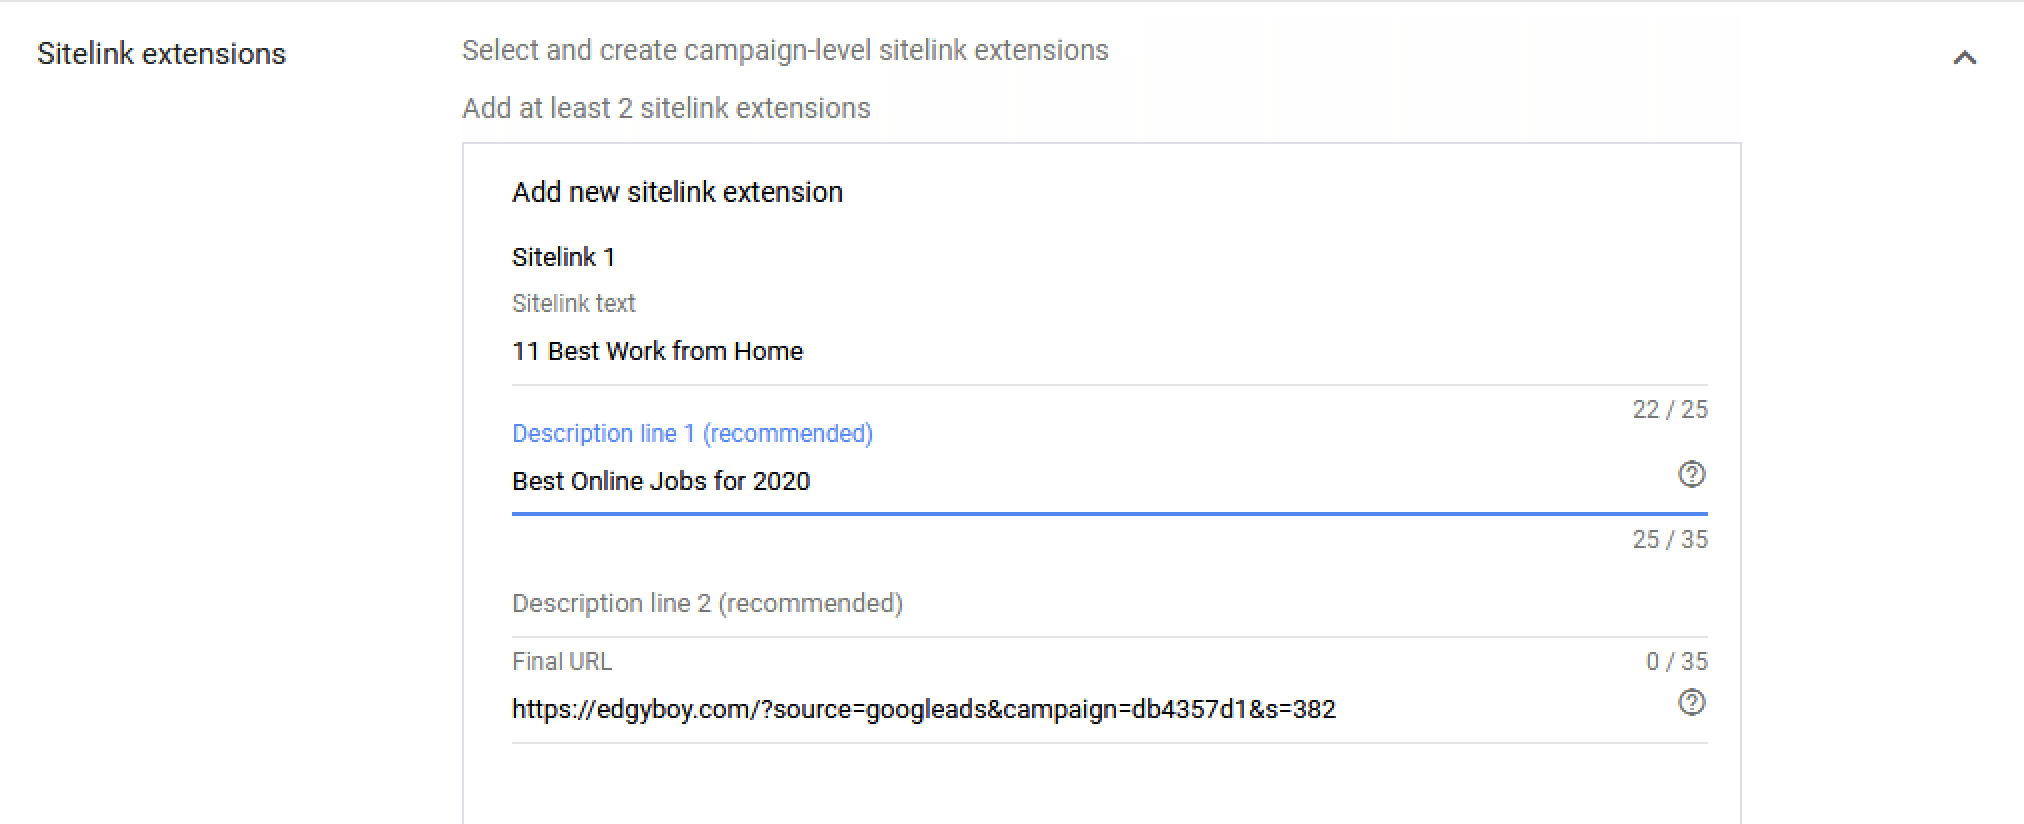 Sitelink extensions
Select and create campaign-level sitelink extensions
Add at least 2 sitelink extensions
Add new sitelink extension
Sitelink 1
Sitelink text
11 Best Work from Home
22 / 25
Description line 1 (recommended)
Best Online Jobs for 2020
25 / 35
Description line 2 (recommended)
Final URL
0 / 35
https://edgyboy.com/?source=googleads&campaign=db4357d1&s=382